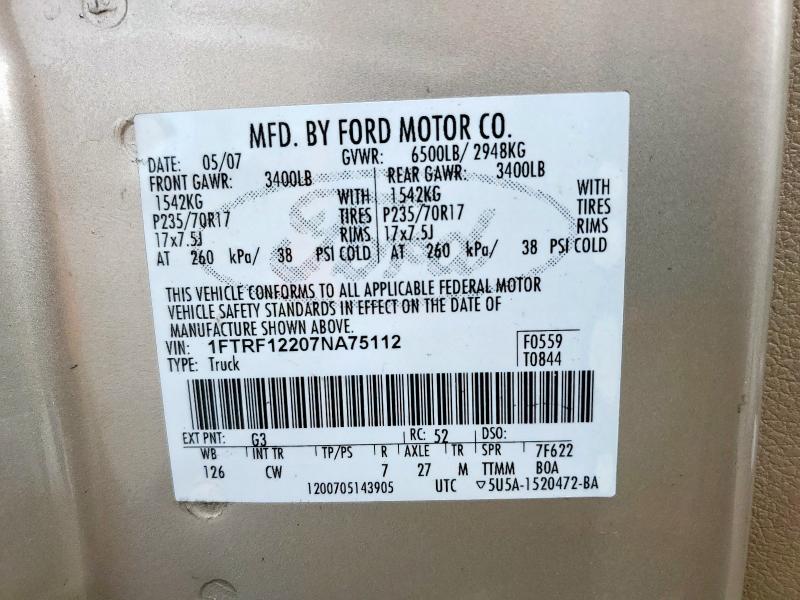 MFD. BY FORD MOTOR CO.
DATE: 05/07 GVWR: 6500LB/ 2948KG
FRONT GAWR: 3400LB REAR GAWR: 3400LB
1542KG WITH 1542KG WITH
P235/70R17 TIRES P235/70R17 TIRES
17x7.5J RIMS 17x7.5J RIMS
AT 260 kPa/ 38 PSI COLD AT 260 kPa/ 38 PSI COLD
Ford
THIS VEHICLE CONFORMS TO ALL APPLICABLE FEDERAL MOTOR
VEHICLE SAFETY STANDARDS IN EFFECT ON THE DATE OF
MANUFACTURE SHOWN ABOVE.
VIN: 1FTRF12207NA75112 F0559
TYPE: Truck T0844
EXT PNT: G3 RC: 52 DSO:
WB INT TR TP/PS R AXLE TR SPR 7F622
126 CW 7 27 M TTMM B0A
1200705143905 UTC ▽5U5A-1520472-BA